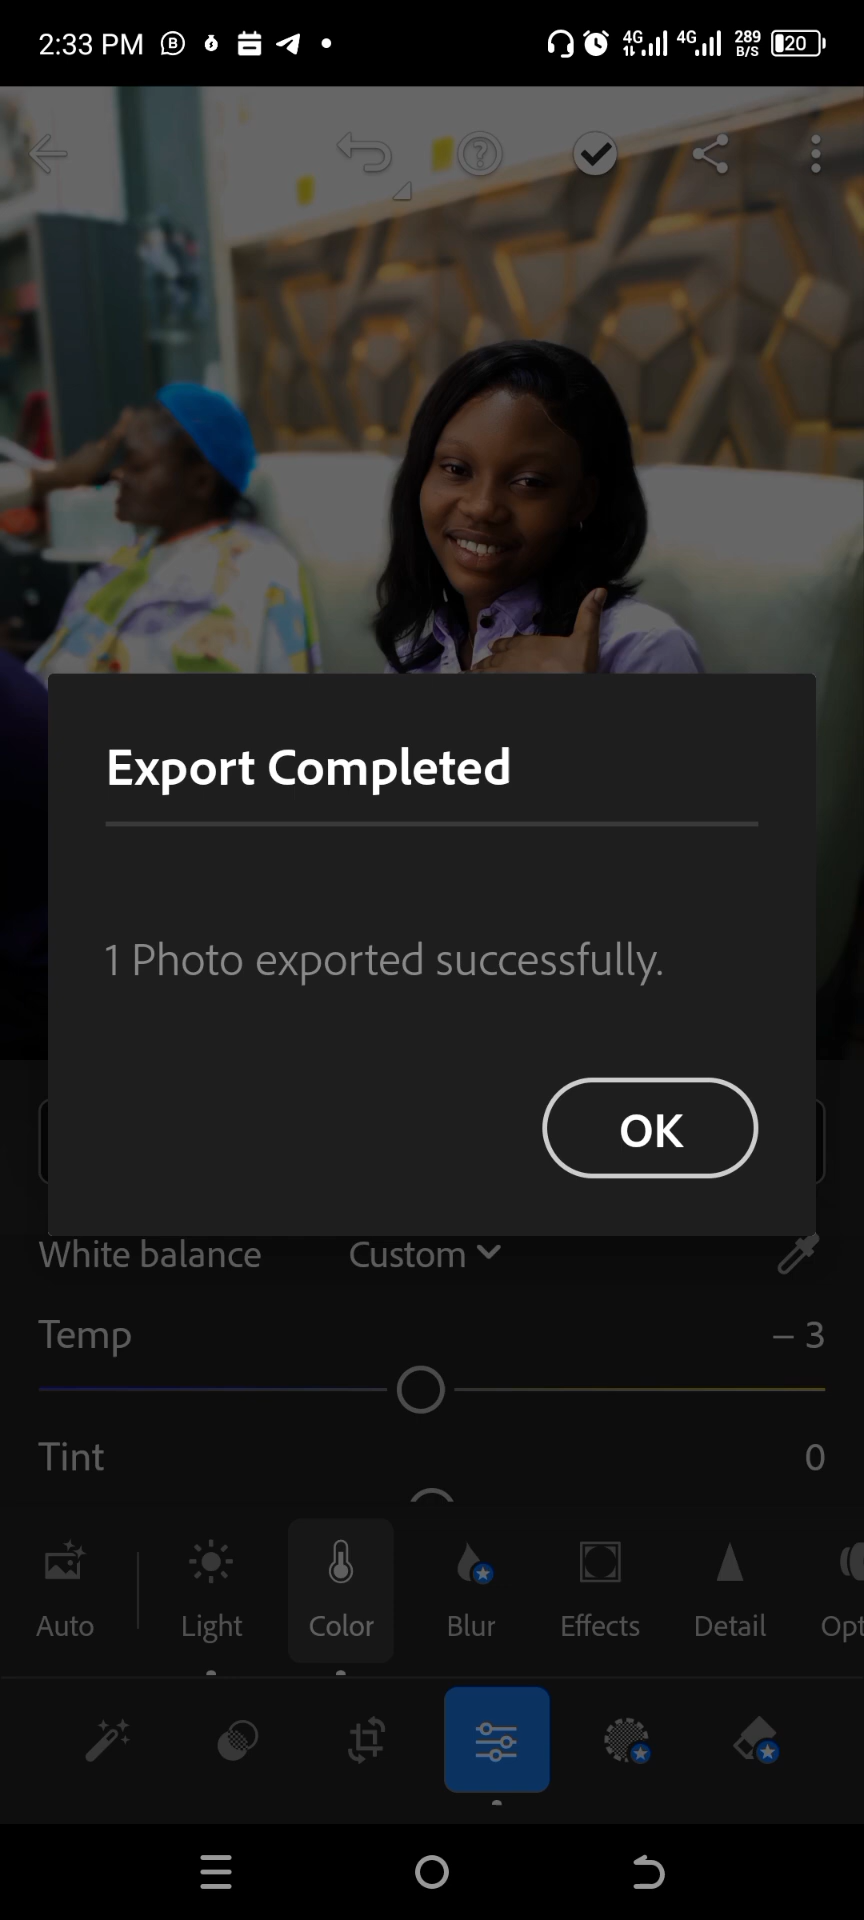 2:33 PM
4G 4G 289 B/S 20
Export Completed
1 Photo exported successfully.
OK
White balance Custom
Temp – 3
Tint 0
Auto Light Color Blur Effects Detail Opt